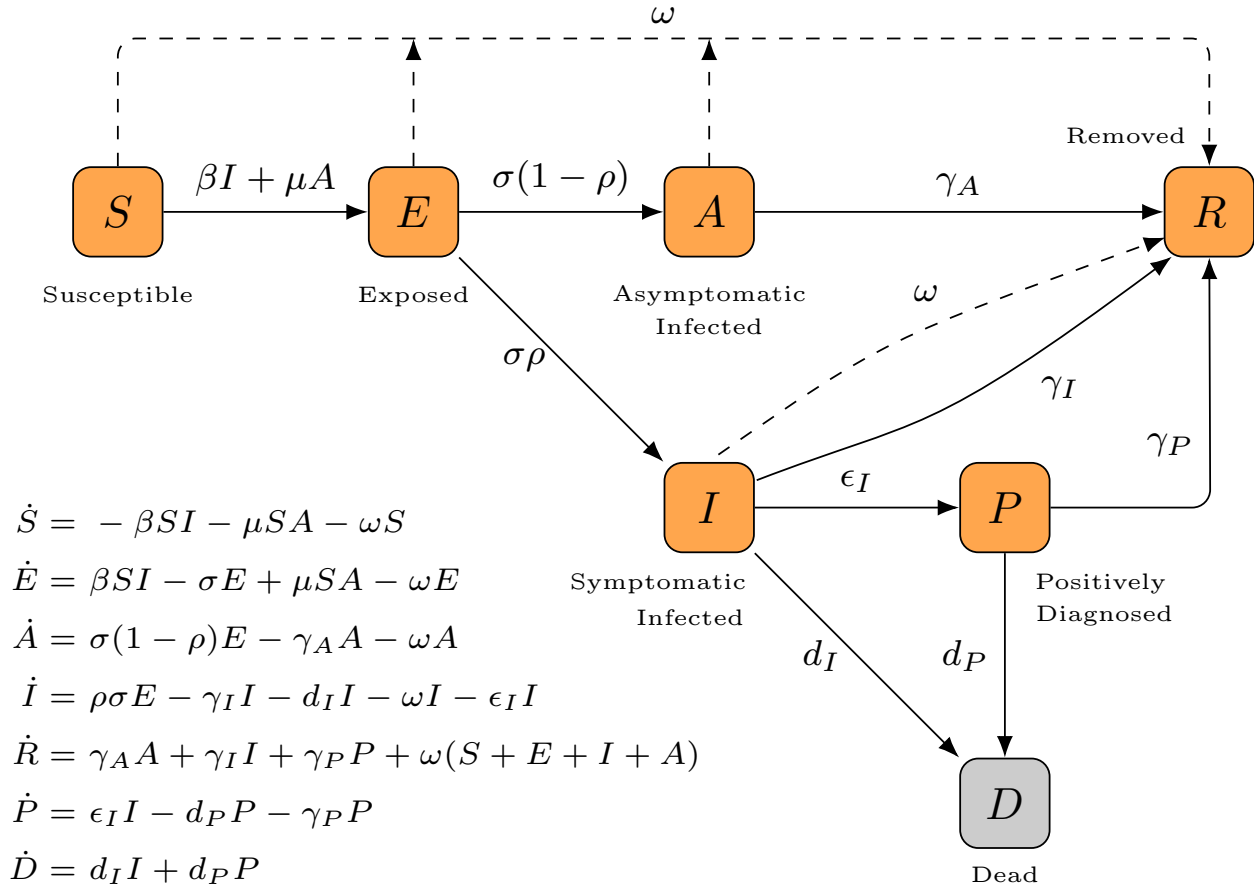 ω
Removed
βI + μA
σ(1 − ρ)
γ_A
S
E
A
R
Susceptible
Exposed
Asymptomatic
Infected
ω
σρ
γ_I
γ_P
ϵ_I
I
P
Symptomatic
Infected
Positively
Diagnosed
d_I
d_P
D
Dead
Ṡ = − βSI − μSA − ωS
Ė = βSI − σE + μSA − ωE
Ȧ = σ(1 − ρ)E − γ_A A − ωA
İ = ρσE − γ_I I − d_I I − ωI − ϵ_I I
Ṙ = γ_A A + γ_I I + γ_P P + ω(S + E + I + A)
Ṗ = ϵ_I I − d_P P − γ_P P
Ḋ = d_I I + d_P P